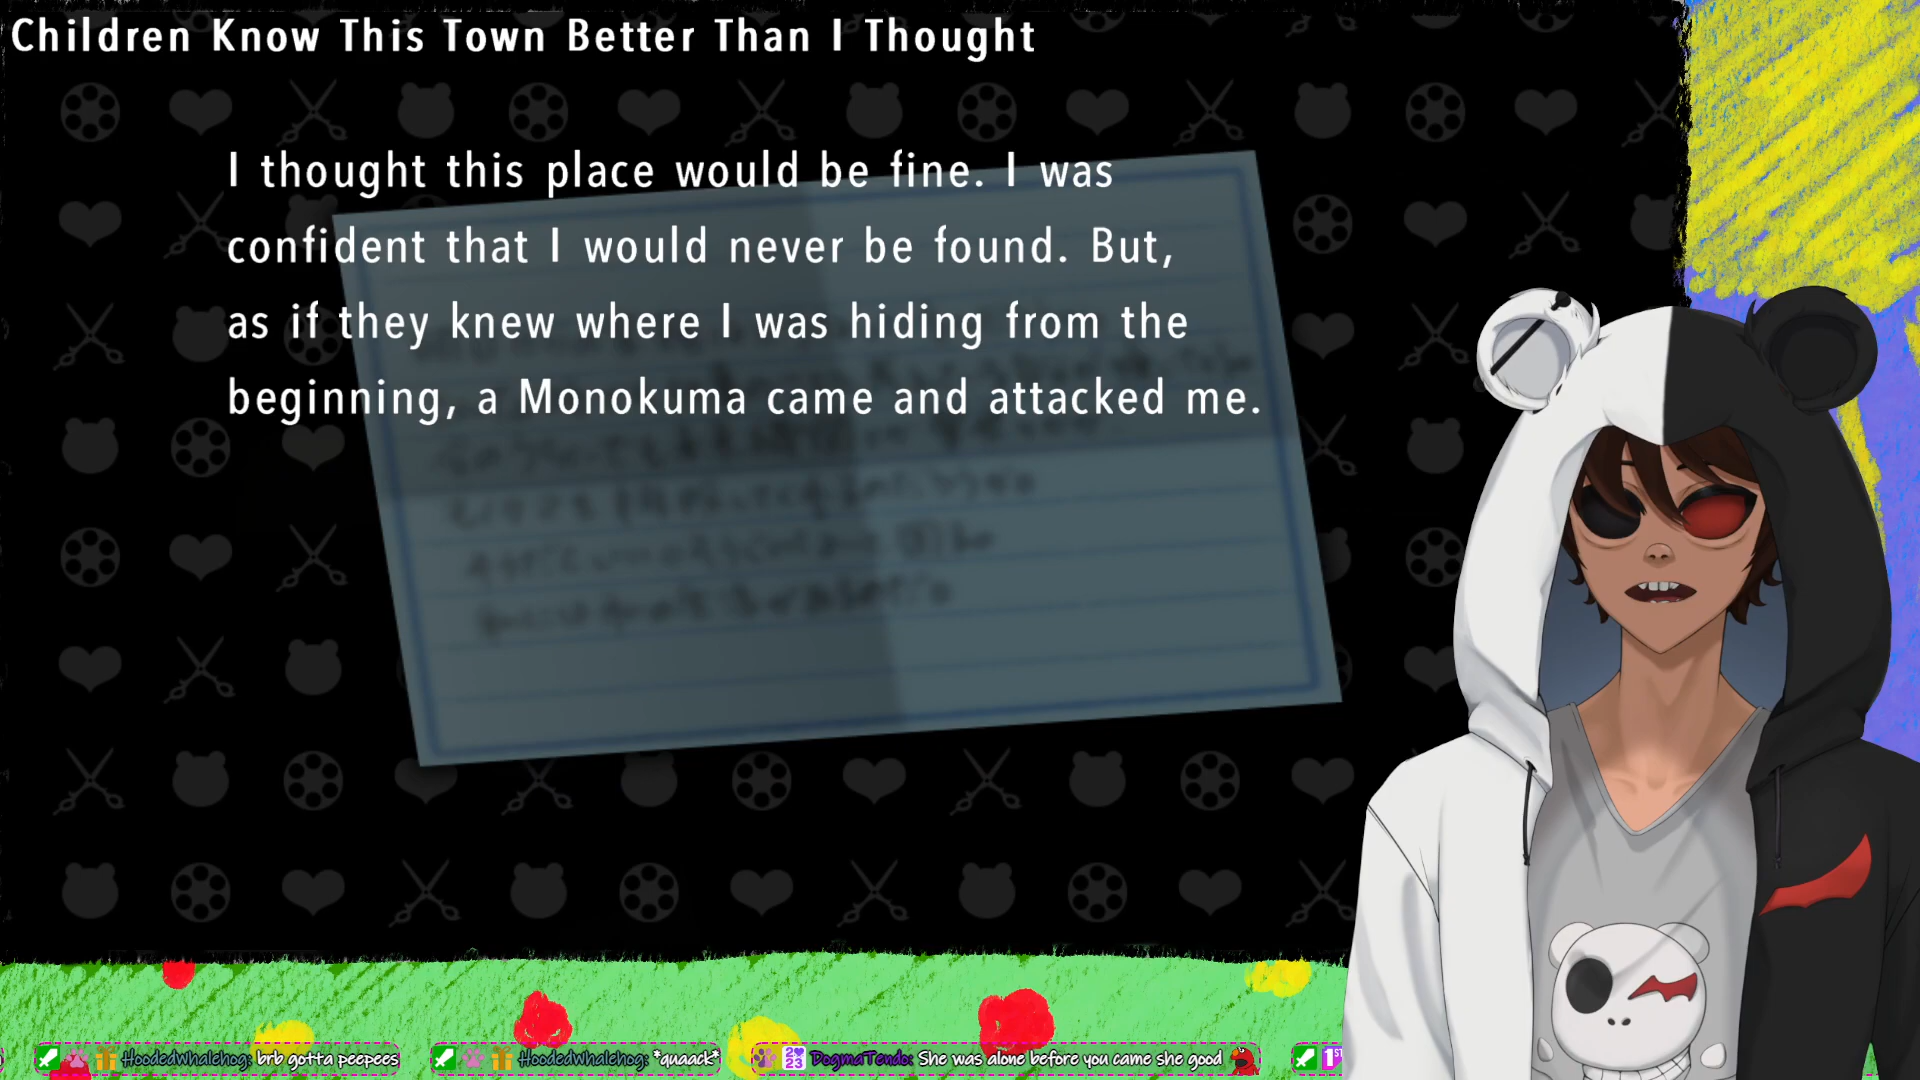 Children Know This Town Better Than I Thought
I thought this place would be fine. I was
confident that I would never be found. But,
as if they knew where I was hiding from the
beginning, a Monokuma came and attacked me.
HoodedWhalehog: brb gotta peepees
HoodedWhalehog: *quaack*
2023
DogmaTendo: She was alone before you came she good
1ST